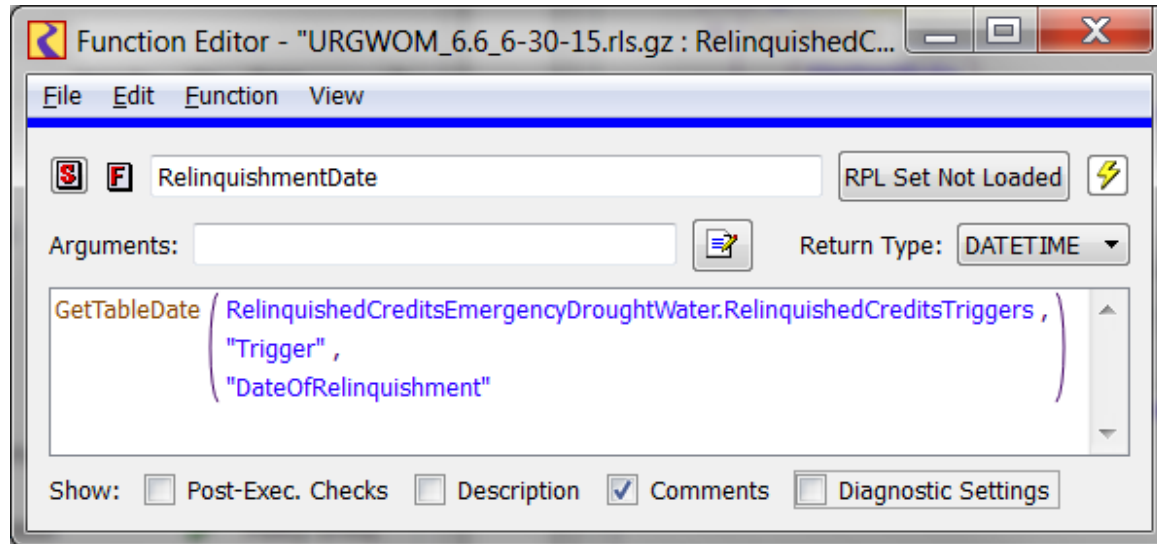 Function Editor - "URGWOM_6.6_6-30-15.rls.gz : RelinquishedC...
File Edit Function View
S F RelinquishmentDate RPL Set Not Loaded
Arguments: Return Type: DATETIME
GetTableDate ( RelinquishedCreditsEmergencyDroughtWater.RelinquishedCreditsTriggers ,
"Trigger" ,
"DateOfRelinquishment" )
Show: Post-Exec. Checks Description Comments Diagnostic Settings